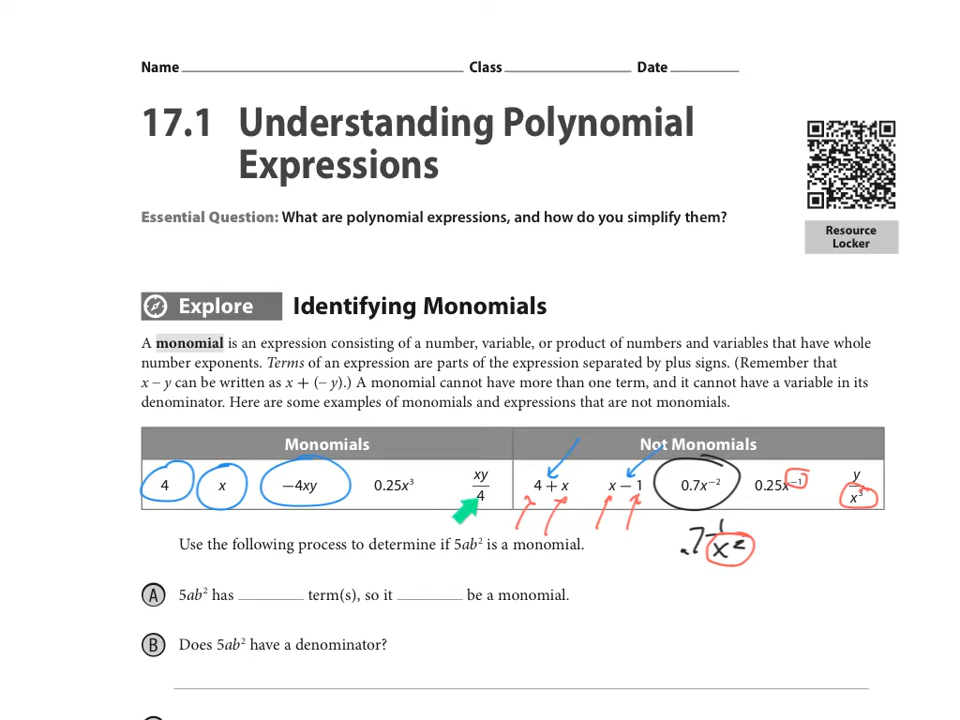 Name Class Date
17.1 Understanding Polynomial
Expressions
Essential Question: What are polynomial expressions, and how do you simplify them?
Resource
Locker
Explore Identifying Monomials
A monomial is an expression consisting of a number, variable, or product of numbers and variables that have whole
number exponents. Terms of an expression are parts of the expression separated by plus signs. (Remember that
x – y can be written as x + (– y).) A monomial cannot have more than one term, and it cannot have a variable in its
denominator. Here are some examples of monomials and expressions that are not monomials.
Monomials Not Monomials
4 x −4xy 0.25x³ xy/4 4 + x x – 1 0.7x⁻² 0.25x⁻¹ y/x³
.7 1/x²
Use the following process to determine if 5ab² is a monomial.
A 5ab² has ________ term(s), so it ________ be a monomial.
B Does 5ab² have a denominator?